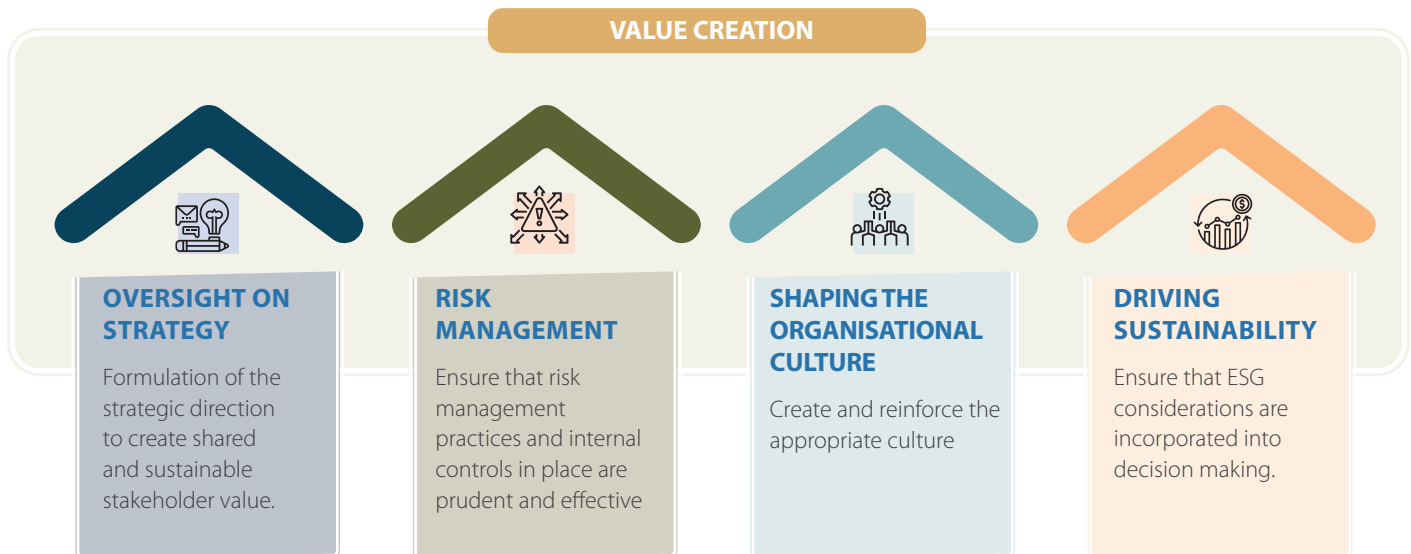 VALUE CREATION
OVERSIGHT ON
STRATEGY
Formulation of the
strategic direction
to create shared
and sustainable
stakeholder value.
RISK
MANAGEMENT
Ensure that risk
management
practices and internal
controls in place are
prudent and effective
SHAPING THE
ORGANISATIONAL
CULTURE
Create and reinforce the
appropriate culture
DRIVING
SUSTAINABILITY
Ensure that ESG
considerations are
incorporated into
decision making.